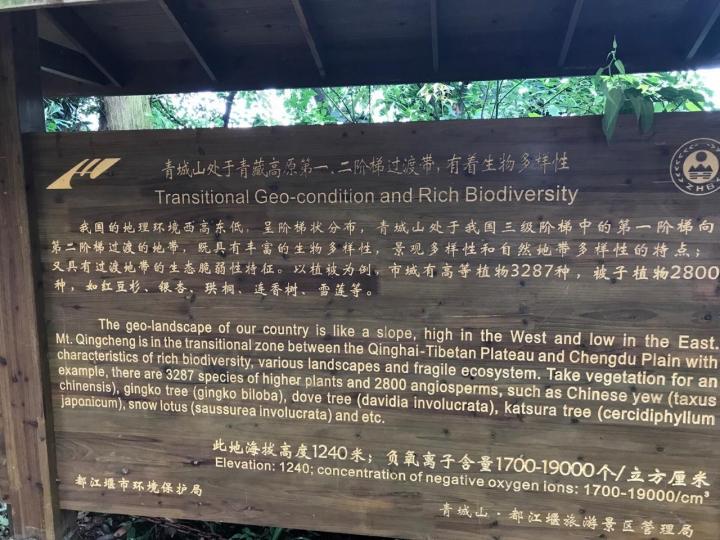 青城山处于青藏高原第一、二阶梯过渡带，有着生物多样性
Transitional Geo-condition and Rich Biodiversity
我国的地理环境西高东低，呈阶梯状分布，青城山处于我国三级阶梯中的第一阶梯向
第二阶梯过渡的地带，既具有丰富的生物多样性，景观多样性和自然地带多样性的特点；
又具有过渡地带的生态脆弱性特征。以植被为例，市域有高等植物3287种，被子植物2800
种，如红豆杉、银杏、珙桐、连香树、雪莲等。
The geo-landscape of our country is like a slope, high in the West and low in the East.
Mt. Qingcheng is in the transitional zone between the Qinghai-Tibetan Plateau and Chengdu Plain with
characteristics of rich biodiversity, various landscapes and fragile ecosystem. Take vegetation for an
example, there are 3287 species of higher plants and 2800 angiosperms, such as Chinese yew (taxus
chinensis), gingko tree (gingko biloba), dove tree (davidia involucrata), katsura tree (cercidiphyllum
japonicum), snow lotus (saussurea involucrata) and etc.
此地海拔高度1240米；负氧离子含量1700-19000个/立方厘米
Elevation: 1240; concentration of negative oxygen ions: 1700-19000/cm³
都江堰市环境保护局
青城山·都江堰旅游景区管理局
ZHB